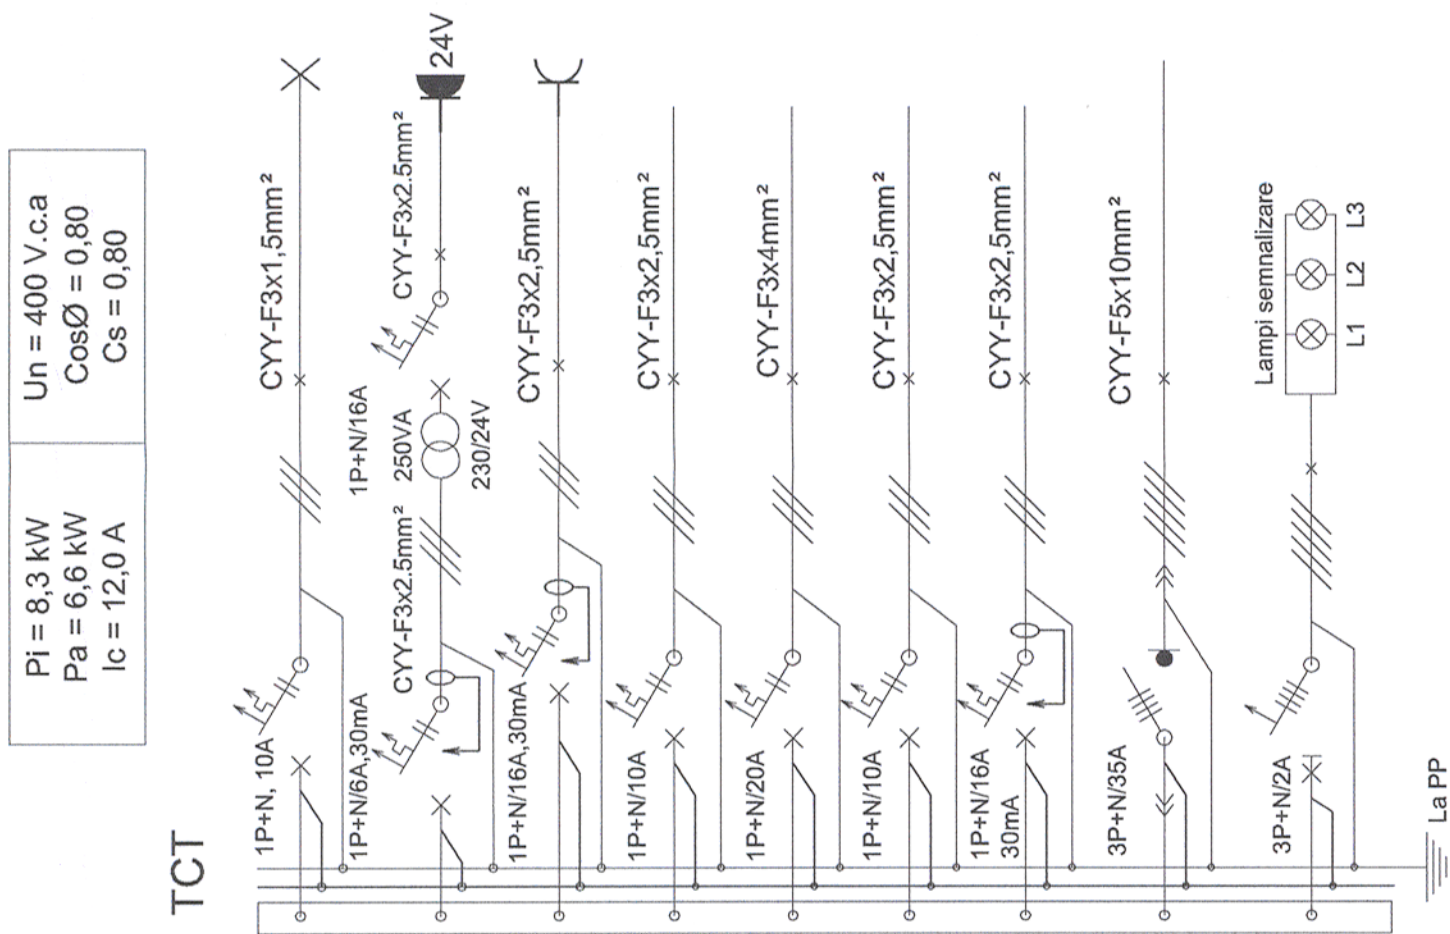 Pi = 8,3 kW
Pa = 6,6 kW
Ic = 12,0 A
Un = 400 V.c.a
CosØ = 0,80
Cs = 0,80
TCT
1P+N, 10A
CYY-F3x1,5mm²
1P+N/6A,30mA
CYY-F3x2.5mm²
1P+N/16A
250VA
230/24V
CYY-F3x2.5mm²
24V
1P+N/16A,30mA
CYY-F3x2,5mm²
1P+N/10A
CYY-F3x2,5mm²
1P+N/20A
CYY-F3x4mm²
1P+N/10A
CYY-F3x2,5mm²
1P+N/16A
30mA
CYY-F3x2,5mm²
3P+N/35A
CYY-F5x10mm²
3P+N/2A
Lampi semnalizare
L1
L2
L3
La PP